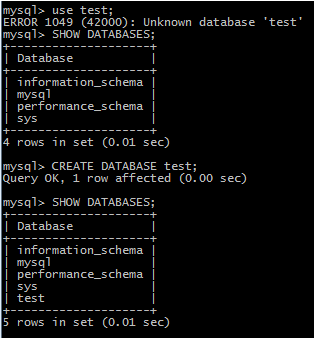 mysql> use test;
ERROR 1049 (42000): Unknown database 'test'
mysql> SHOW DATABASES;
+--------------------+
| Database           |
+--------------------+
| information_schema |
| mysql              |
| performance_schema |
| sys                |
+--------------------+
4 rows in set (0.01 sec)
mysql> CREATE DATABASE test;
Query OK, 1 row affected (0.00 sec)
mysql> SHOW DATABASES;
+--------------------+
| Database           |
+--------------------+
| information_schema |
| mysql              |
| performance_schema |
| sys                |
| test               |
+--------------------+
5 rows in set (0.01 sec)